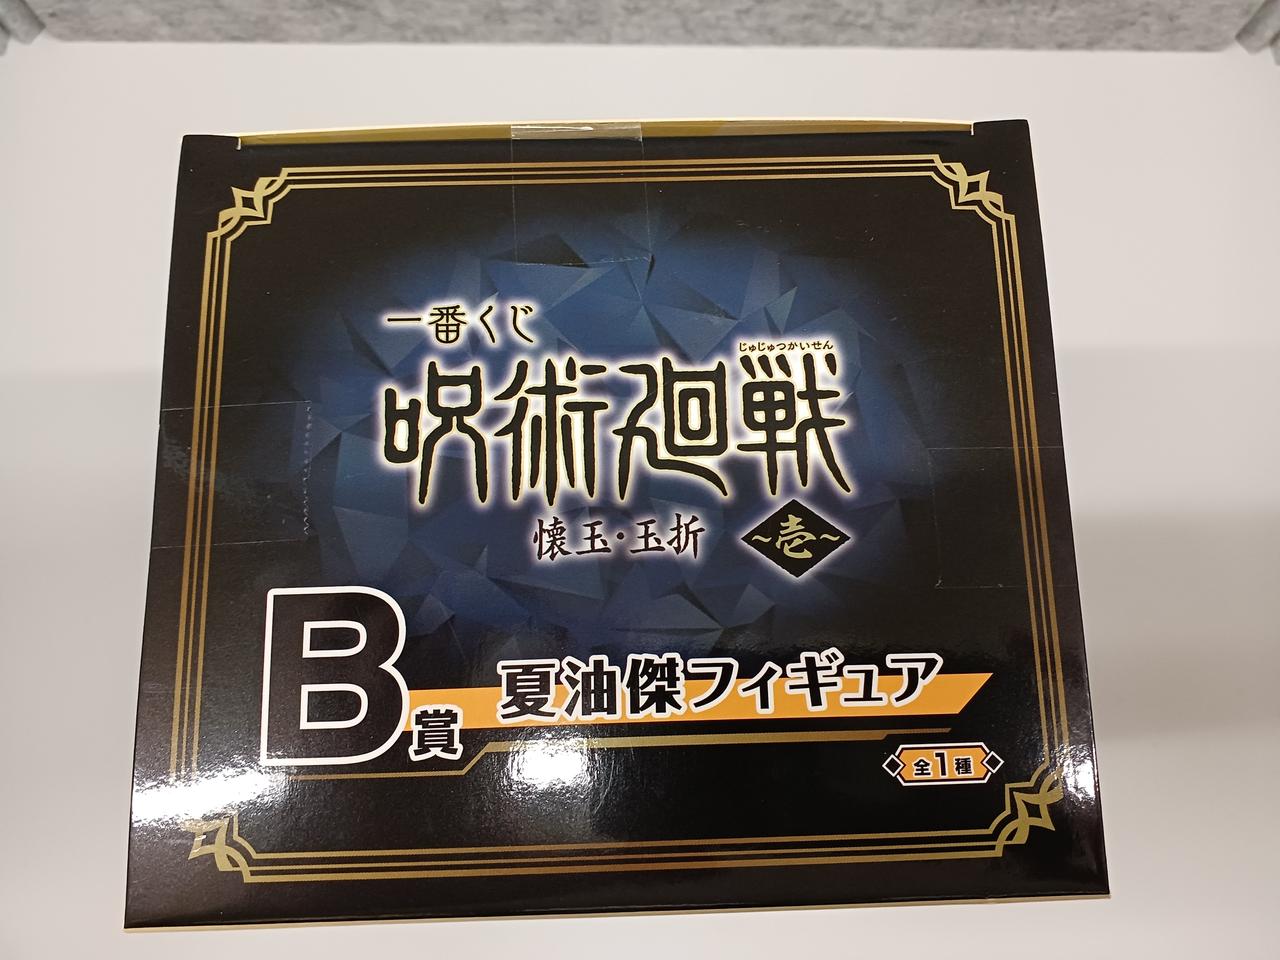 一番くじ
じゅじゅつかいせん
呪術廻戦
懐玉・玉折
～壱～
B賞
夏油傑フィギュア
全1種